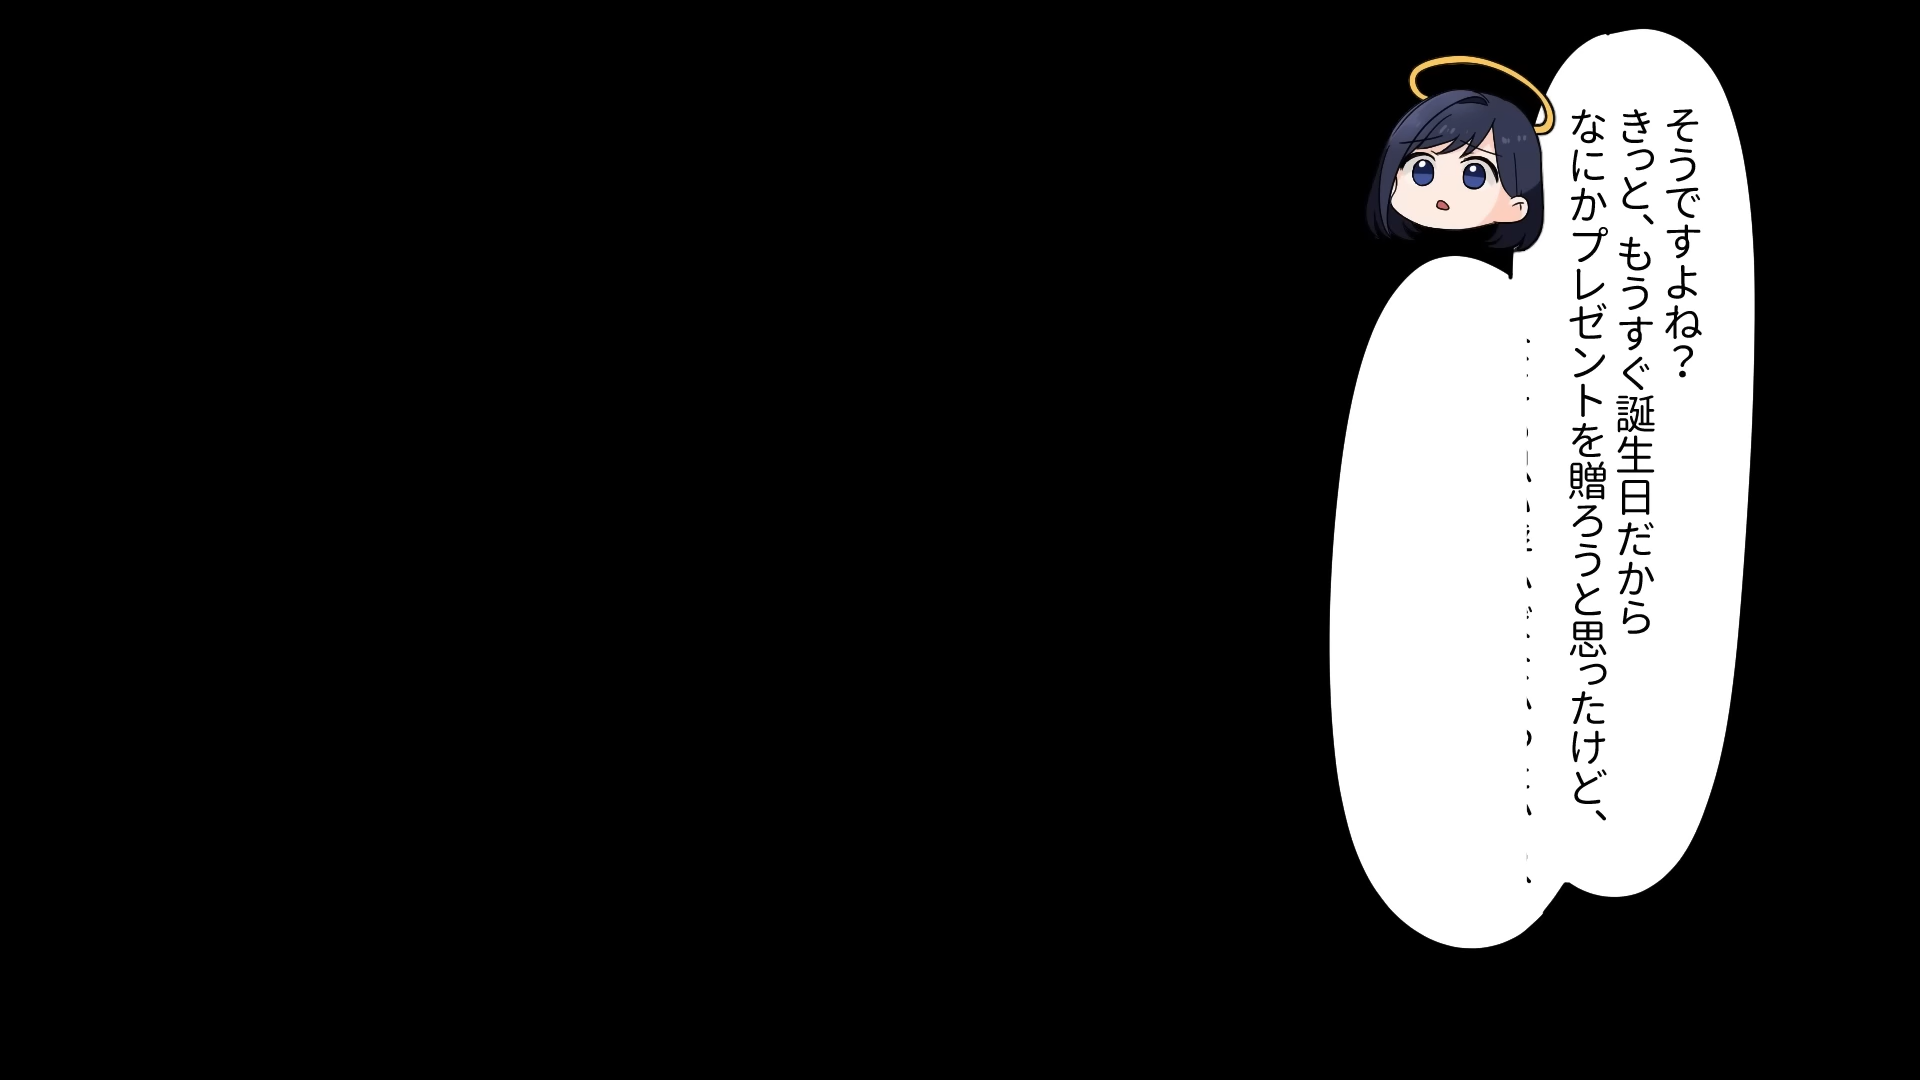 そうですよね？
きっと、もうすぐ誕生日だから
なにかプレゼントを贈ろうと思ったけど、